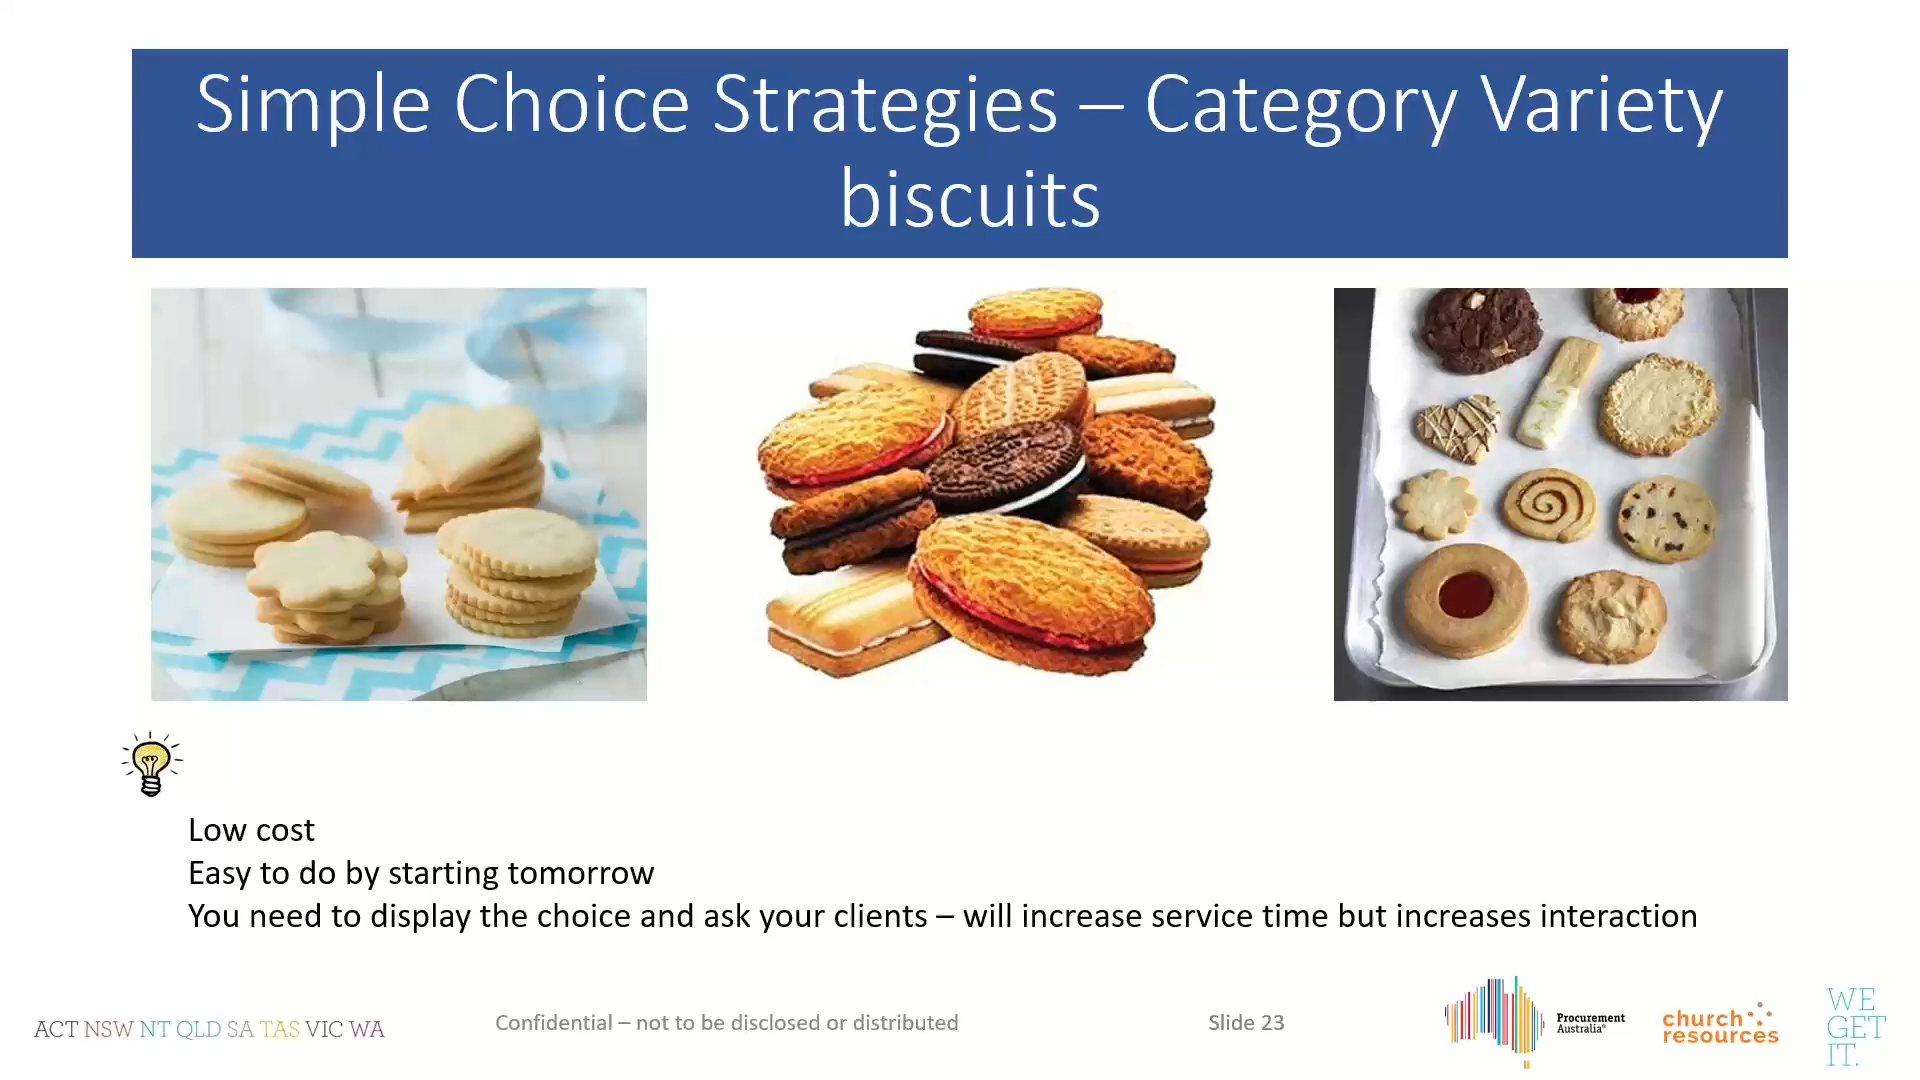 Simple Choice Strategies – Category Variety
biscuits
Low cost
Easy to do by starting tomorrow
You need to display the choice and ask your clients – will increase service time but increases interaction
ACT NSW NT QLD SA TAS VIC WA
Confidential – not to be disclosed or distributed
Slide 23
Procurement
Australia®
church
resources
WE
GET
IT.